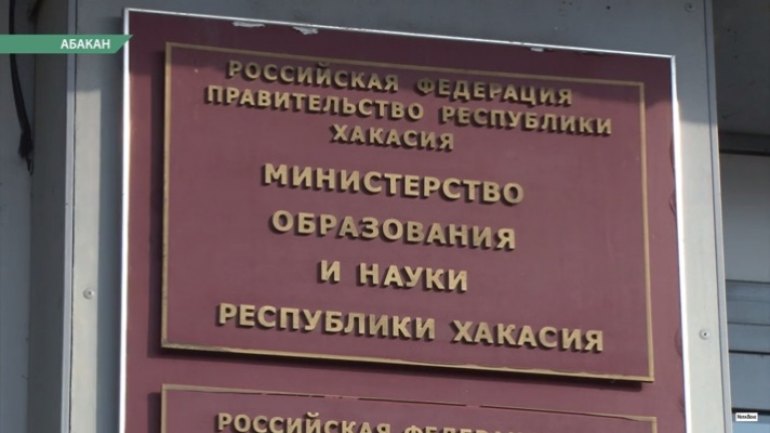 АБАКАН
РОССИЙСКАЯ ФЕДЕРАЦИЯ
ПРАВИТЕЛЬСТВО РЕСПУБЛИКИ
ХАКАСИЯ
МИНИСТЕРСТВО
ОБРАЗОВАНИЯ
И НАУКИ
РЕСПУБЛИКИ ХАКАСИЯ
РОССИЙСКАЯ